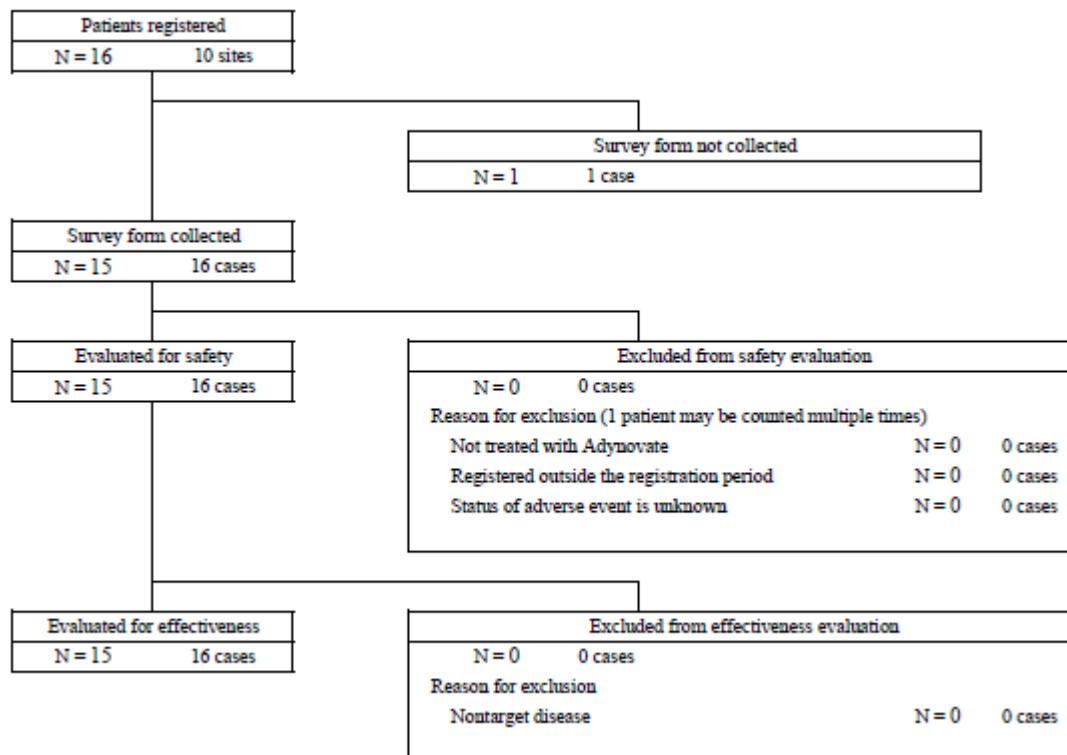 Patients registered
N = 16 10 sites
Survey form not collected
N = 1 1 case
Survey form collected
N = 15 16 cases
Evaluated for safety
N = 15 16 cases
Excluded from safety evaluation
N = 0 0 cases
Reason for exclusion (1 patient may be counted multiple times)
Not treated with Adynovate N = 0 0 cases
Registered outside the registration period N = 0 0 cases
Status of adverse event is unknown N = 0 0 cases
Evaluated for effectiveness
N = 15 16 cases
Excluded from effectiveness evaluation
N = 0 0 cases
Reason for exclusion
Nontarget disease N = 0 0 cases